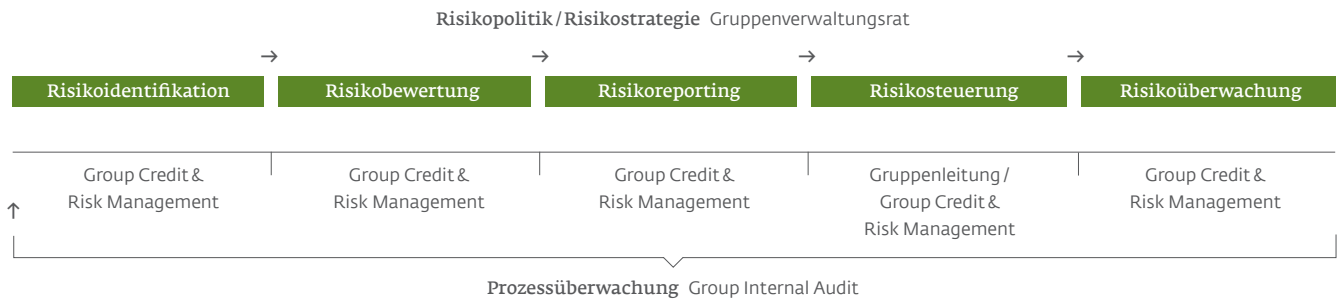 Risikopolitik / Risikostrategie Gruppenverwaltungsrat
→ → → →
Risikoidentifikation Risikobewertung Risikoreporting Risikosteuerung Risikoüberwachung
Group Credit & Group Credit & Group Credit & Gruppenleitung / Group Credit &
Risk Management Risk Management Risk Management Group Credit & Risk Management
↑
Risk Management
Prozessüberwachung Group Internal Audit